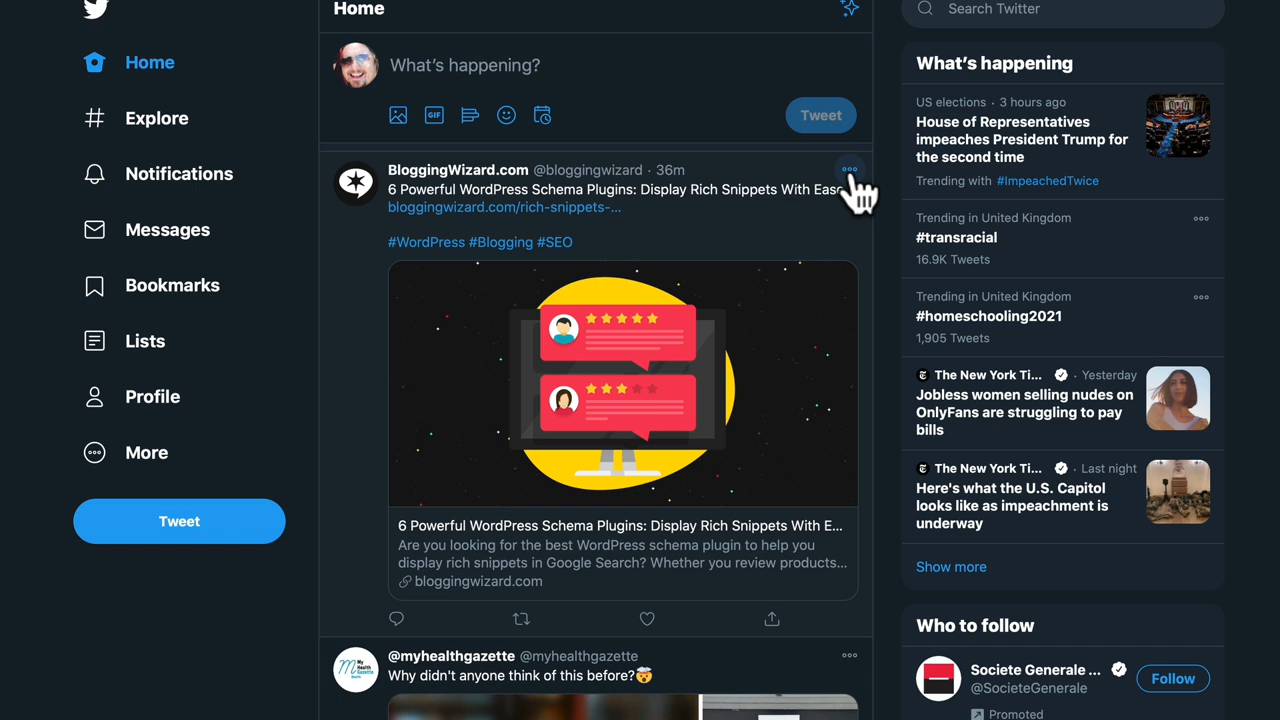 Home
Explore
Notifications
Messages
Bookmarks
Lists
Profile
More
Tweet
Home
What's happening?
GIF
Tweet
BloggingWizard.com @bloggingwizard · 36m
6 Powerful WordPress Schema Plugins: Display Rich Snippets With Ease
bloggingwizard.com/rich-snippets-...
#WordPress #Blogging #SEO
6 Powerful WordPress Schema Plugins: Display Rich Snippets With E...
Are you looking for the best WordPress schema plugin to help you
display rich snippets in Google Search? Whether you review products...
bloggingwizard.com
@myhealthgazette @myhealthgazette
My
Health
Gazette
Why didn't anyone think of this before?🤯
Search Twitter
What's happening
US elections · 3 hours ago
House of Representatives
impeaches President Trump for
the second time
Trending with #ImpeachedTwice
Trending in United Kingdom
#transracial
16.9K Tweets
Trending in United Kingdom
#homeschooling2021
1,905 Tweets
The New York Ti... · Yesterday
Jobless women selling nudes on
OnlyFans are struggling to pay
bills
The New York Ti... · Last night
Here's what the U.S. Capitol
looks like as impeachment is
underway
Show more
Who to follow
Societe Generale ...
@SocieteGenerale
Follow
Promoted